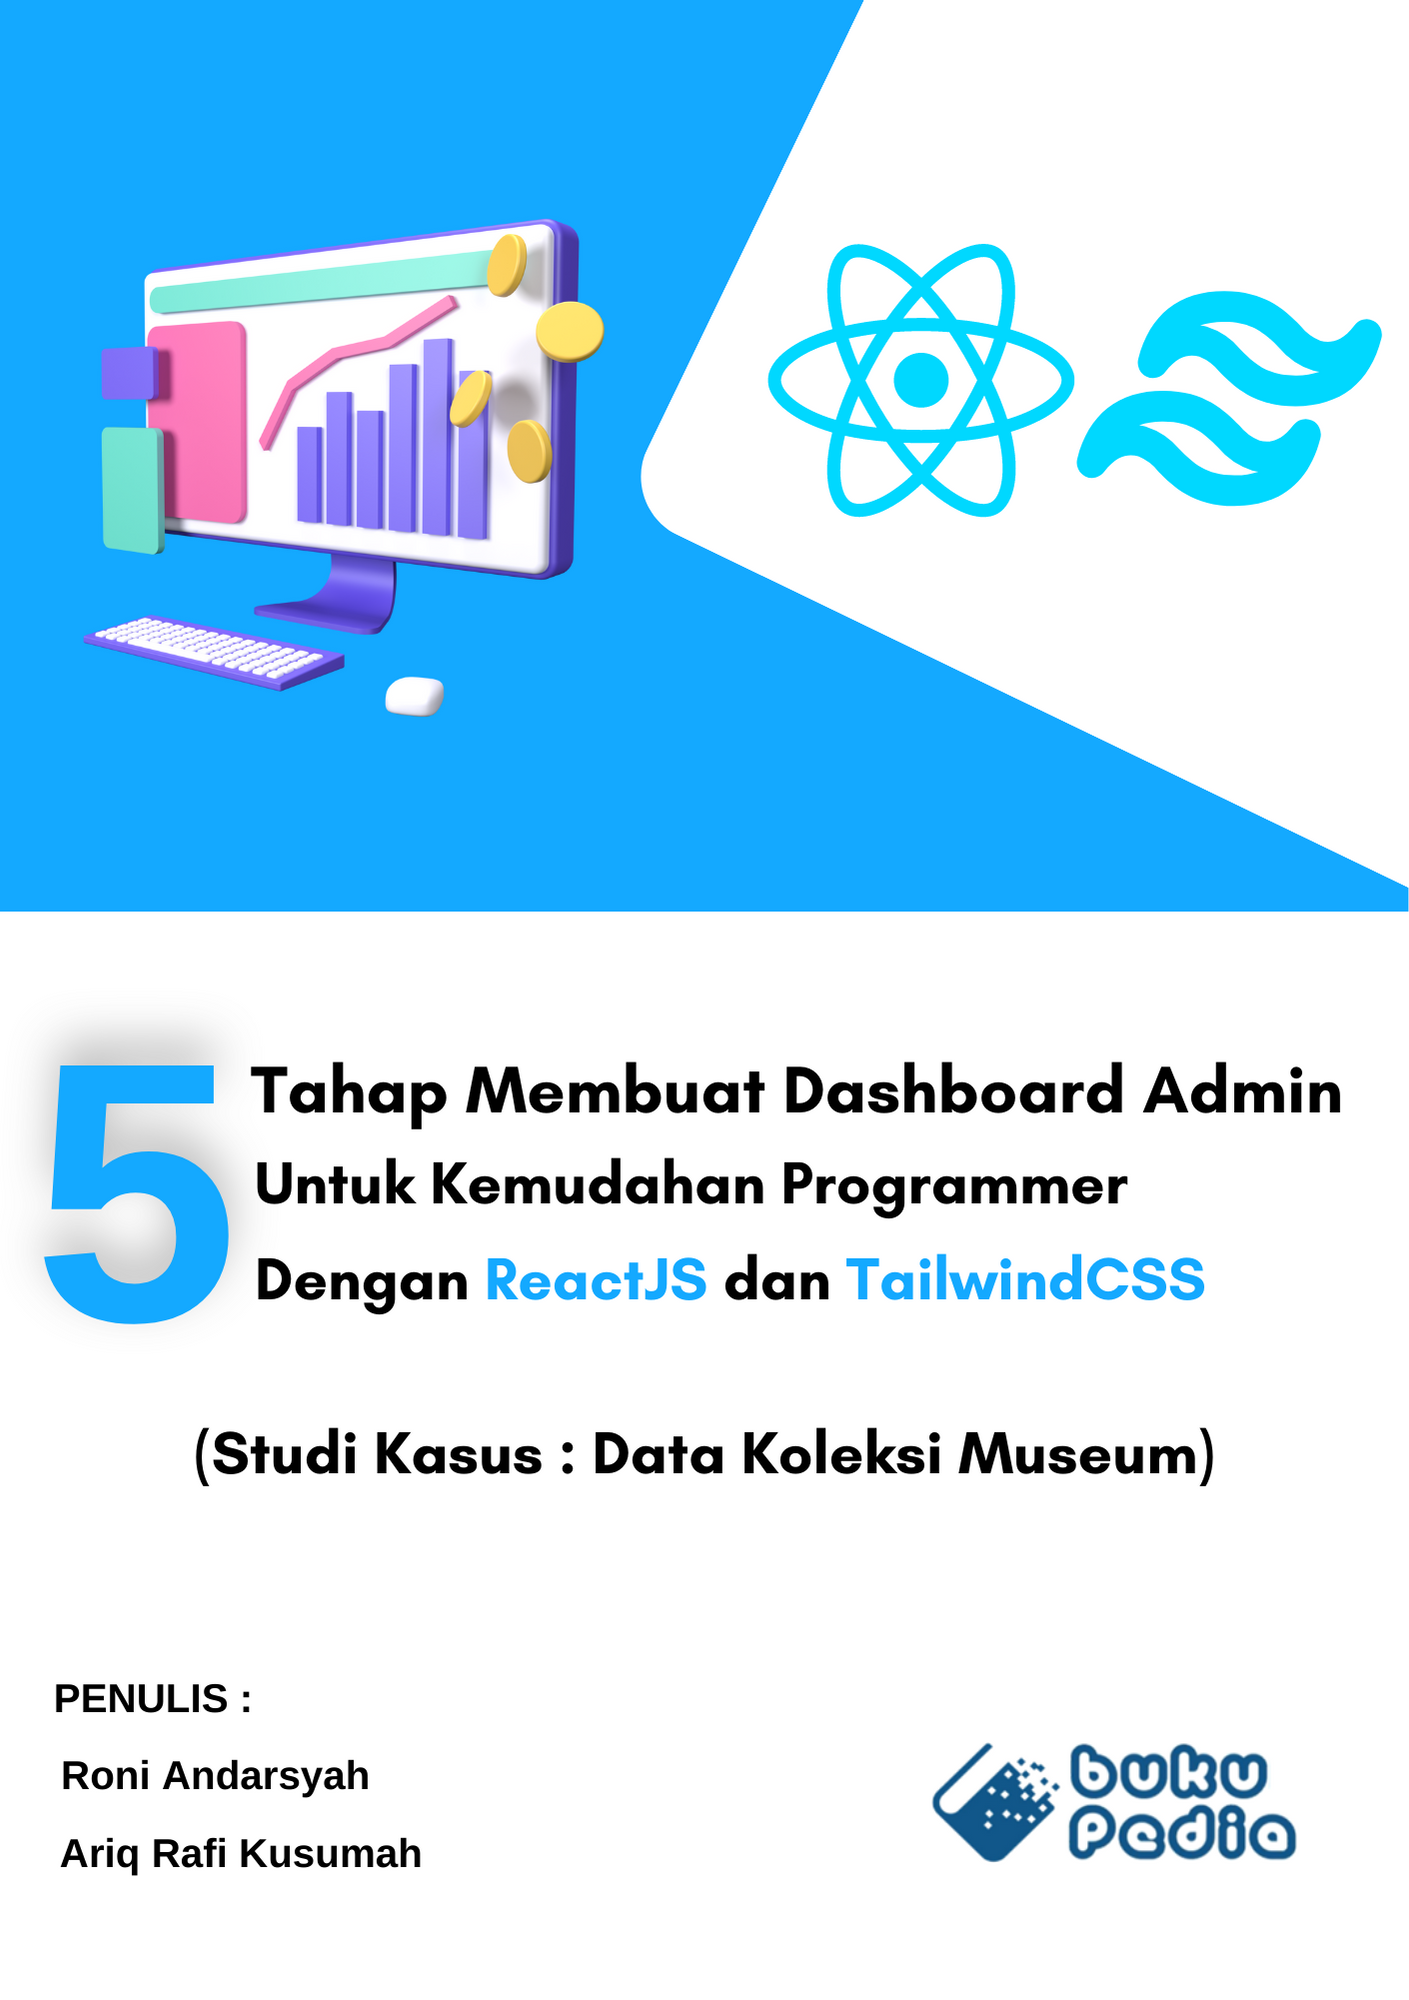 5 Tahap Membuat Dashboard Admin
Untuk Kemudahan Programmer
Dengan ReactJS dan TailwindCSS
(Studi Kasus : Data Koleksi Museum)
PENULIS :
Roni Andarsyah
Ariq Rafi Kusumah
buku
Pedia